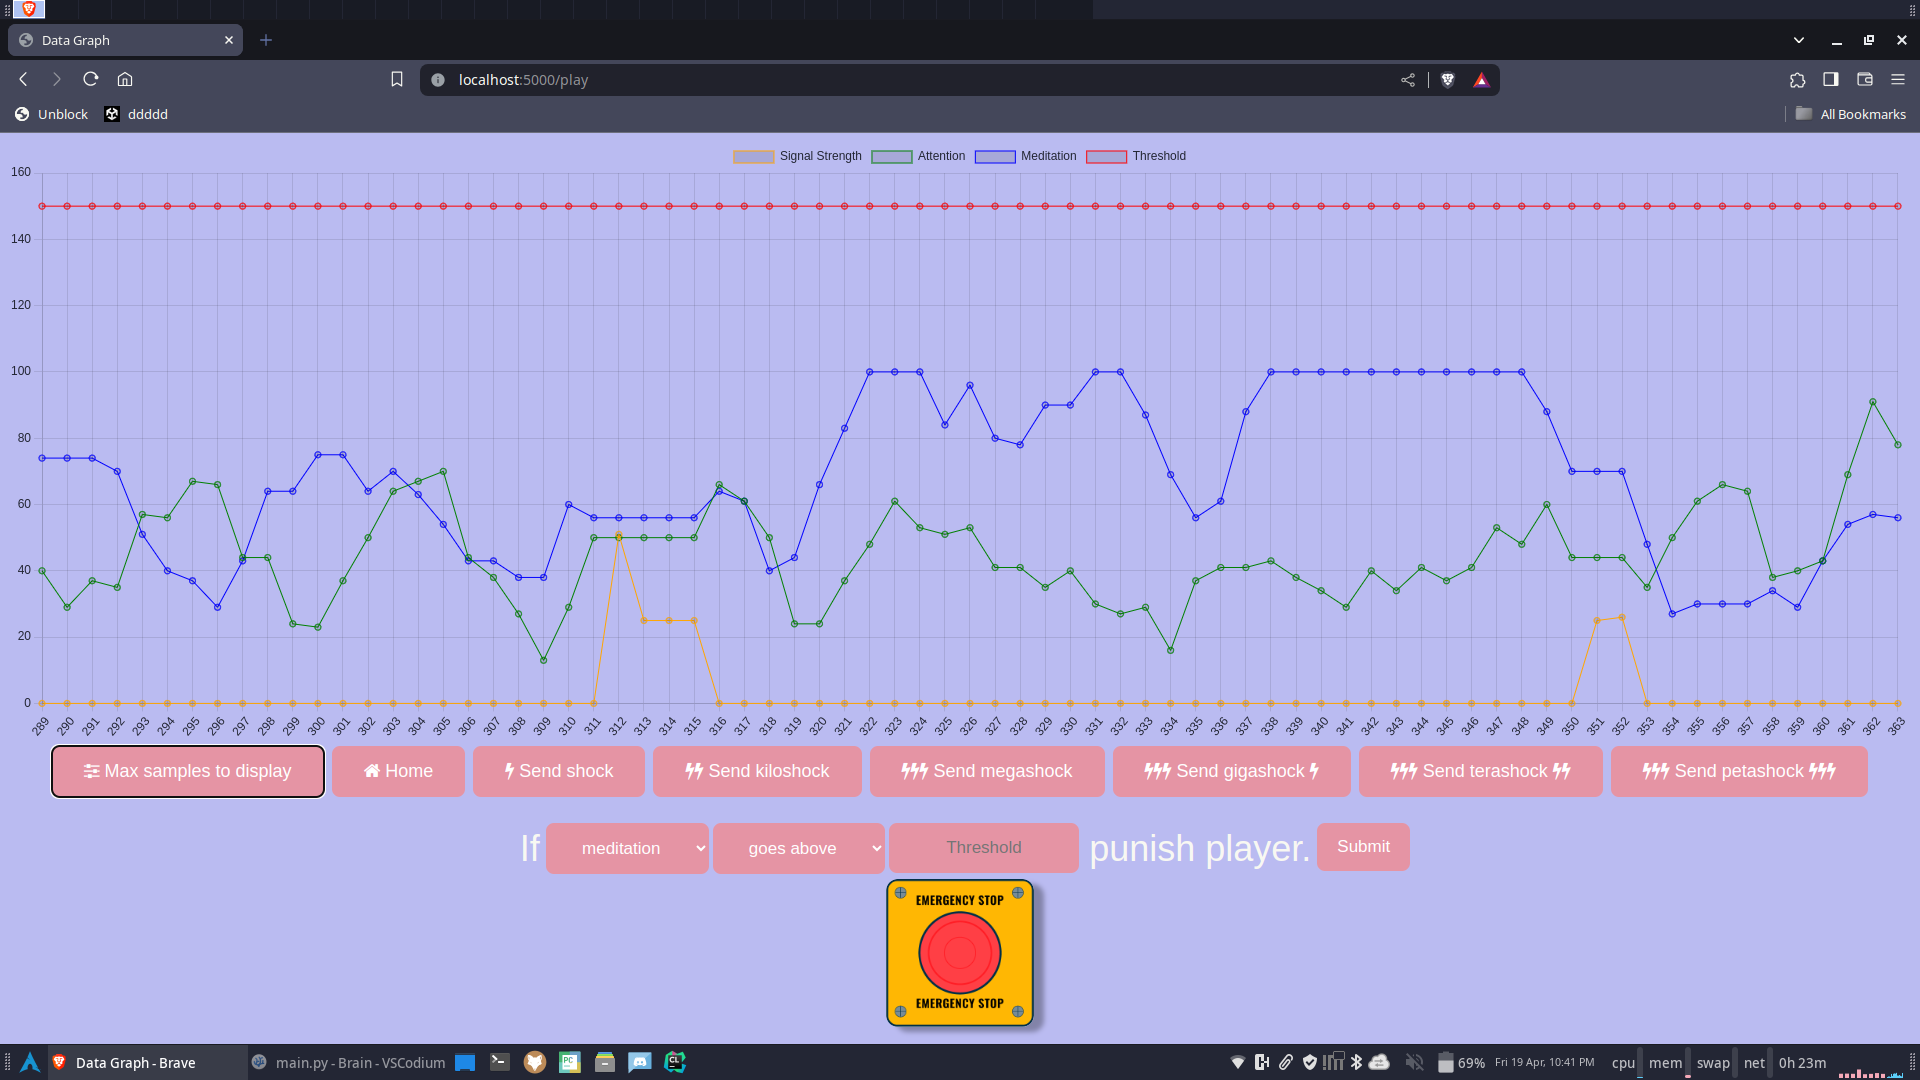 Data Graph
localhost:5000/play
Unblock ddddd All Bookmarks
Signal Strength Attention Meditation Threshold
160
140
120
100
80
60
40
20
0
289 290 291 292 293 294 295 296 297 298 299 300 301 302 303 304 305 306 307 308 309 310 311 312 313 314 315 316 317 318 319 320 321 322 323 324 325 326 327 328 329 330 331 332 333 334 335 336 337 338 339 340 341 342 343 344 345 346 347 348 349 350 351 352 353 354 355 356 357 358 359 360 361 362 363
Max samples to display Home Send shock Send kiloshock Send megashock Send gigashock Send terashock Send petashock
If meditation goes above Threshold punish player. Submit
EMERGENCY STOP
EMERGENCY STOP
Data Graph - Brave main.py - Brain - VSCodium 69% Fri 19 Apr, 10:41 PM cpu mem swap net 0h 23m